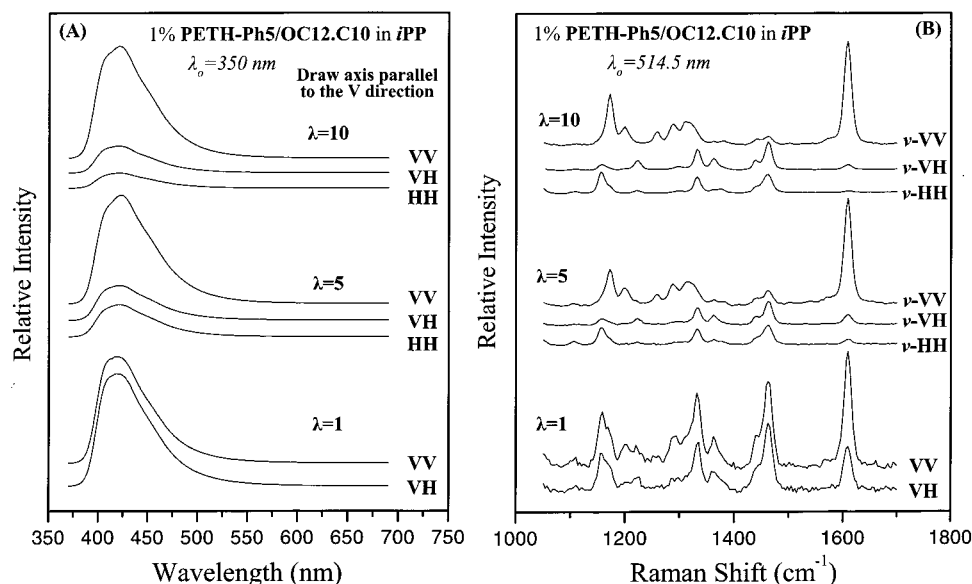 (A)
1% PETH-Ph5/OC12.C10 in iPP
λo=350 nm
Draw axis parallel
to the V direction
λ=10
VV
VH
HH
λ=5
VV
VH
HH
λ=1
VV
VH
Relative Intensity
350 400 450 500 550 600 650 700 750
Wavelength (nm)
1% PETH-Ph5/OC12.C10 in iPP
(B)
λo=514.5 nm
λ=10
ν-VV
ν-VH
ν-HH
λ=5
ν-VV
ν-VH
ν-HH
λ=1
VV
VH
Relative Intensity
1000 1200 1400 1600 1800
Raman Shift (cm-1)